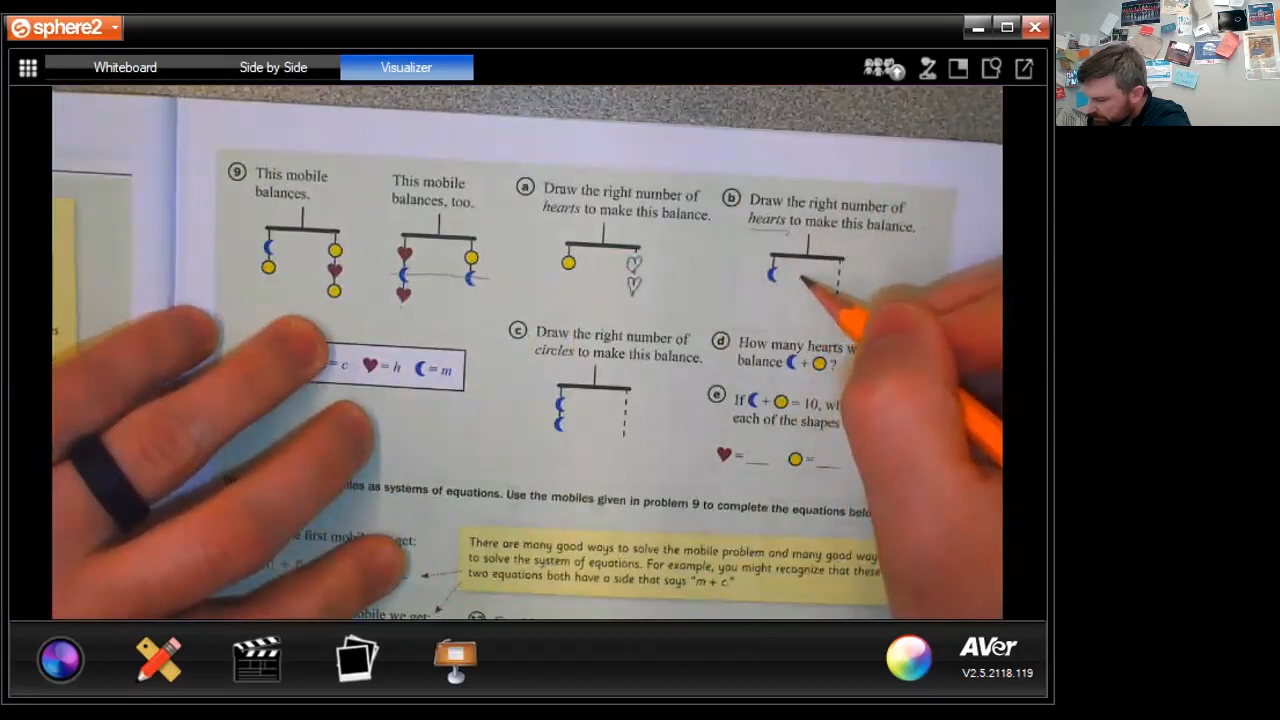 sphere2
Whiteboard
Side by Side
Visualizer
9 This mobile
balances.
This mobile
balances, too.
a Draw the right number of
hearts to make this balance.
b Draw the right number of
hearts to make this balance.
= c = h = m
c Draw the right number of
circles to make this balance.
d How many hearts
balance + ?
e If + = 10,
each of the shapes
= __ = __
as systems of equations. Use the mobiles given in problem 9 to complete the equations
first
get:
There are many good ways to solve the mobile problem and many good
to solve the system of equations. For example, you might recognize that these
two equations both have a side that says "m + c."
we get:
AVer
V2.5.2118.119